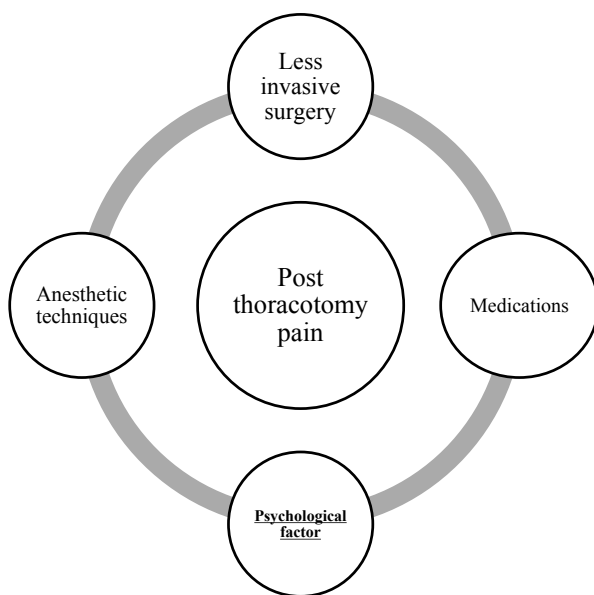 Less
invasive
surgery
Anesthetic
techniques
Post
thoracotomy
pain
Medications
Psychological
factor